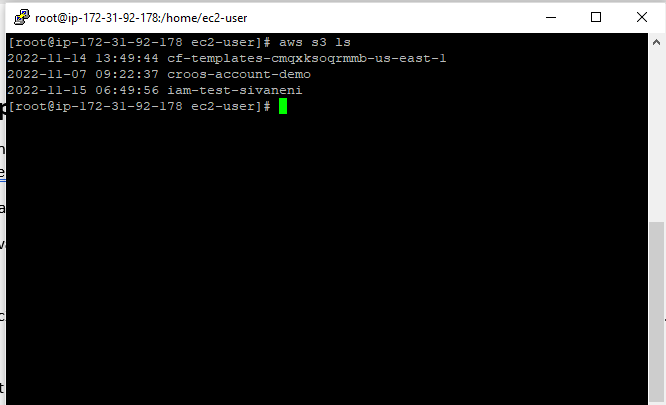 root@ip-172-31-92-178:/home/ec2-user
[root@ip-172-31-92-178 ec2-user]# aws s3 ls
2022-11-14 13:49:44 cf-templates-cmqxksoqrmmb-us-east-1
2022-11-07 09:22:37 croos-account-demo
2022-11-15 06:49:56 iam-test-sivaneni
[root@ip-172-31-92-178 ec2-user]#